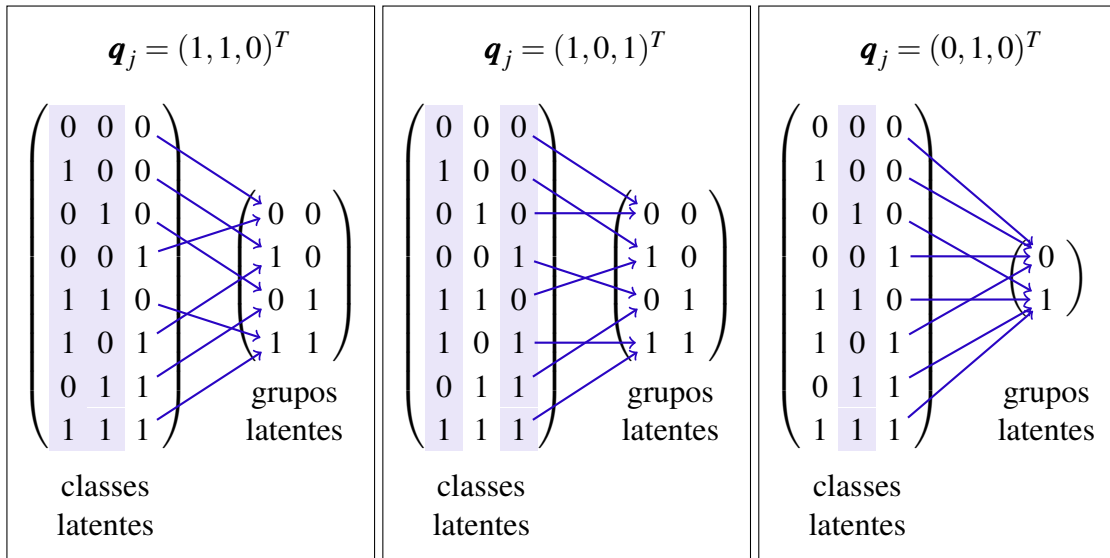 q_j = (1,1,0)^T
0 0 0
1 0 0
0 1 0
0 0 1
1 1 0
1 0 1
0 1 1
1 1 1
classes
latentes
0 0
1 0
0 1
1 1
grupos
latentes
q_j = (1,0,1)^T
0 0 0
1 0 0
0 1 0
0 0 1
1 1 0
1 0 1
0 1 1
1 1 1
classes
latentes
0 0
1 0
0 1
1 1
grupos
latentes
q_j = (0,1,0)^T
0 0 0
1 0 0
0 1 0
0 0 1
1 1 0
1 0 1
0 1 1
1 1 1
classes
latentes
0
1
grupos
latentes